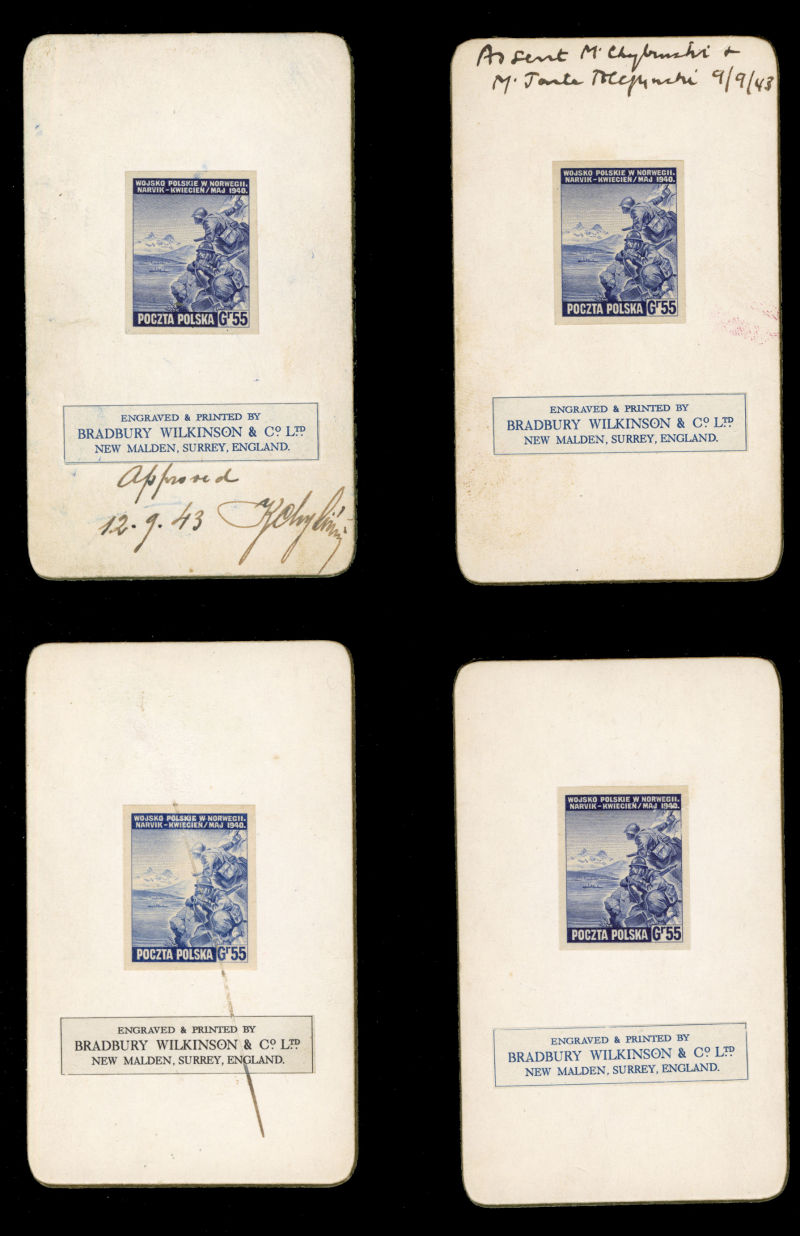 WOJSKO POLSKIE W NORWEGII.
NARVIK–KWIECIEŃ/MAJ 1940.
POCZTA POLSKA Gr 55
ENGRAVED & PRINTED BY
BRADBURY WILKINSON & Cº LTD
NEW MALDEN, SURREY, ENGLAND.
Approved
12.9.43
As sent M.
M. 9/9/43
WOJSKO POLSKIE W NORWEGII.
NARVIK–KWIECIEŃ/MAJ 1940.
POCZTA POLSKA Gr 55
ENGRAVED & PRINTED BY
BRADBURY WILKINSON & Cº LTD
NEW MALDEN, SURREY, ENGLAND.
WOJSKO POLSKIE W NORWEGII.
NARVIK–KWIECIEŃ/MAJ 1940.
POCZTA POLSKA Gr 55
ENGRAVED & PRINTED BY
BRADBURY WILKINSON & Cº LTD
NEW MALDEN, SURREY, ENGLAND.
WOJSKO POLSKIE W NORWEGII.
NARVIK–KWIECIEŃ/MAJ 1940.
POCZTA POLSKA Gr 55
ENGRAVED & PRINTED BY
BRADBURY WILKINSON & Cº LTD
NEW MALDEN, SURREY, ENGLAND.